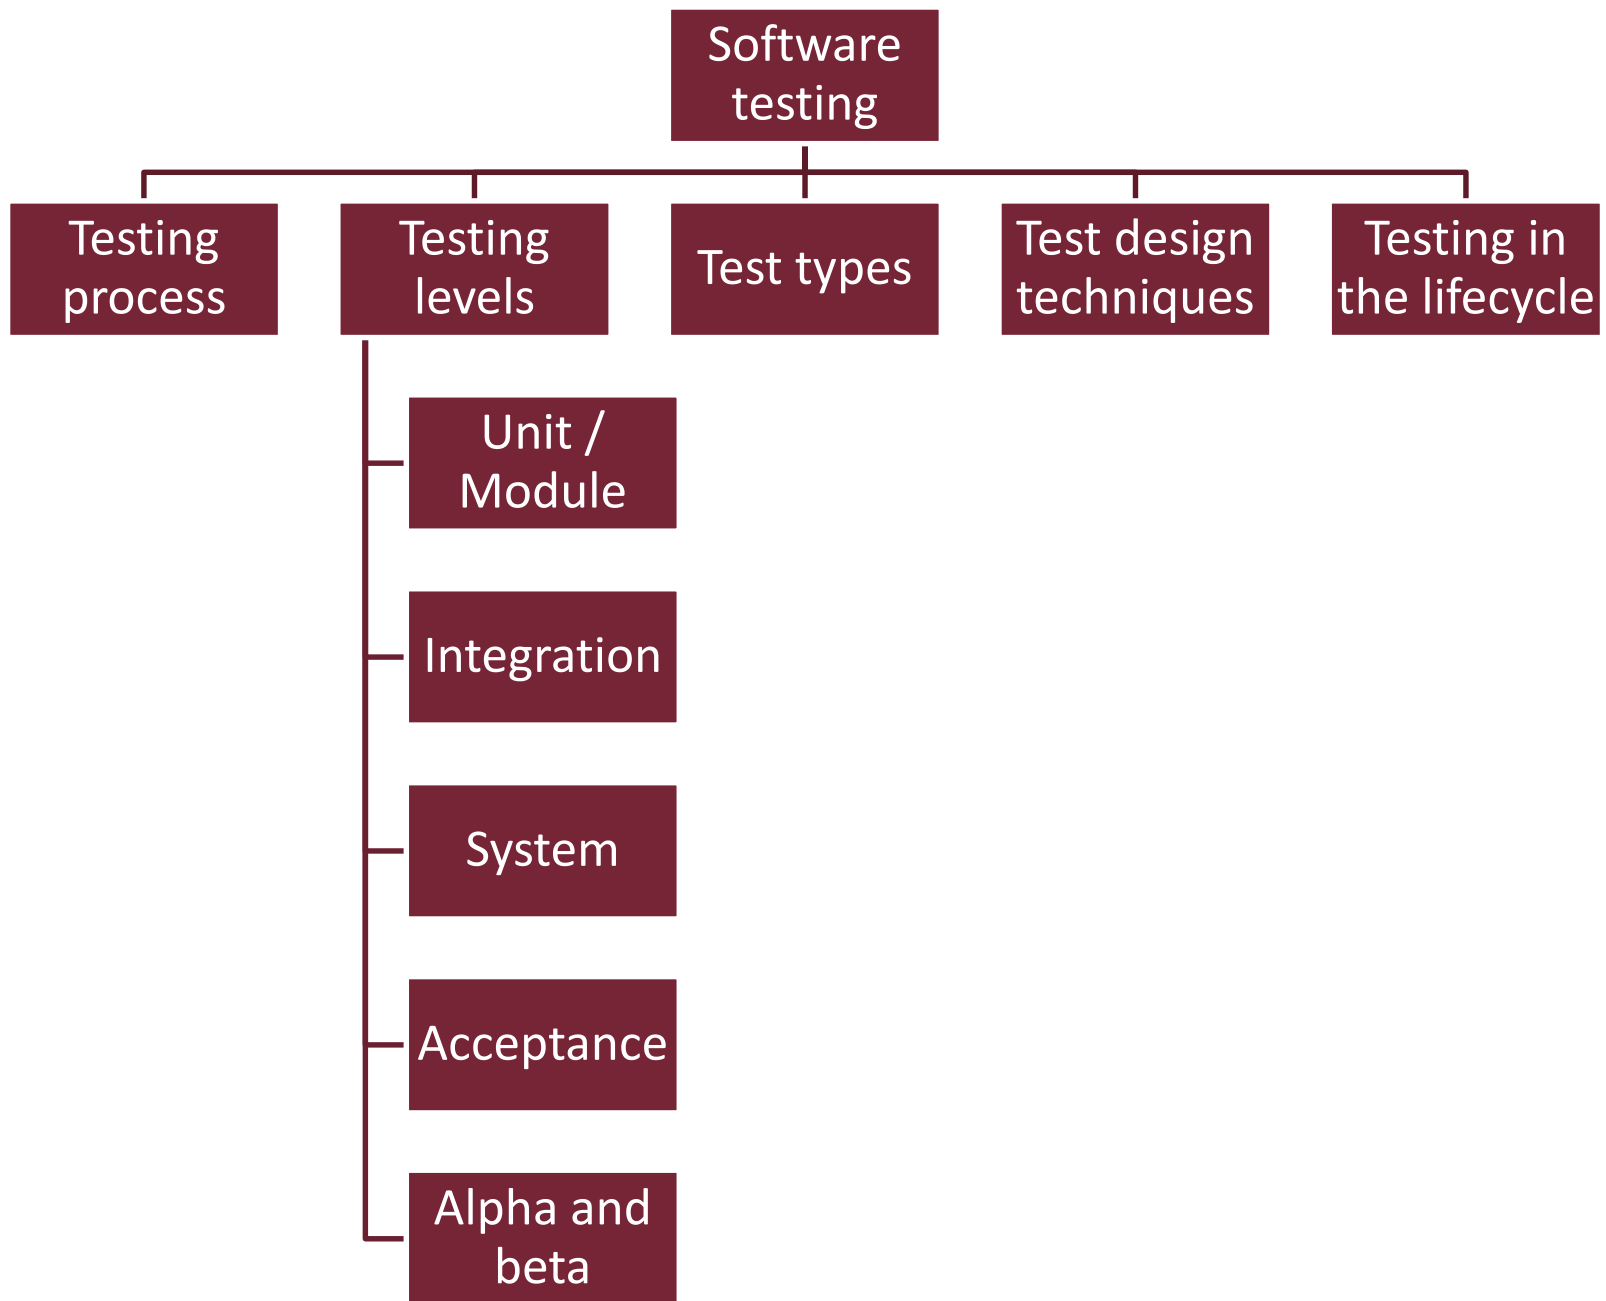 Software
testing
Testing
process
Testing
levels
Test types
Test design
techniques
Testing in
the lifecycle
Unit /
Module
Integration
System
Acceptance
Alpha and
beta